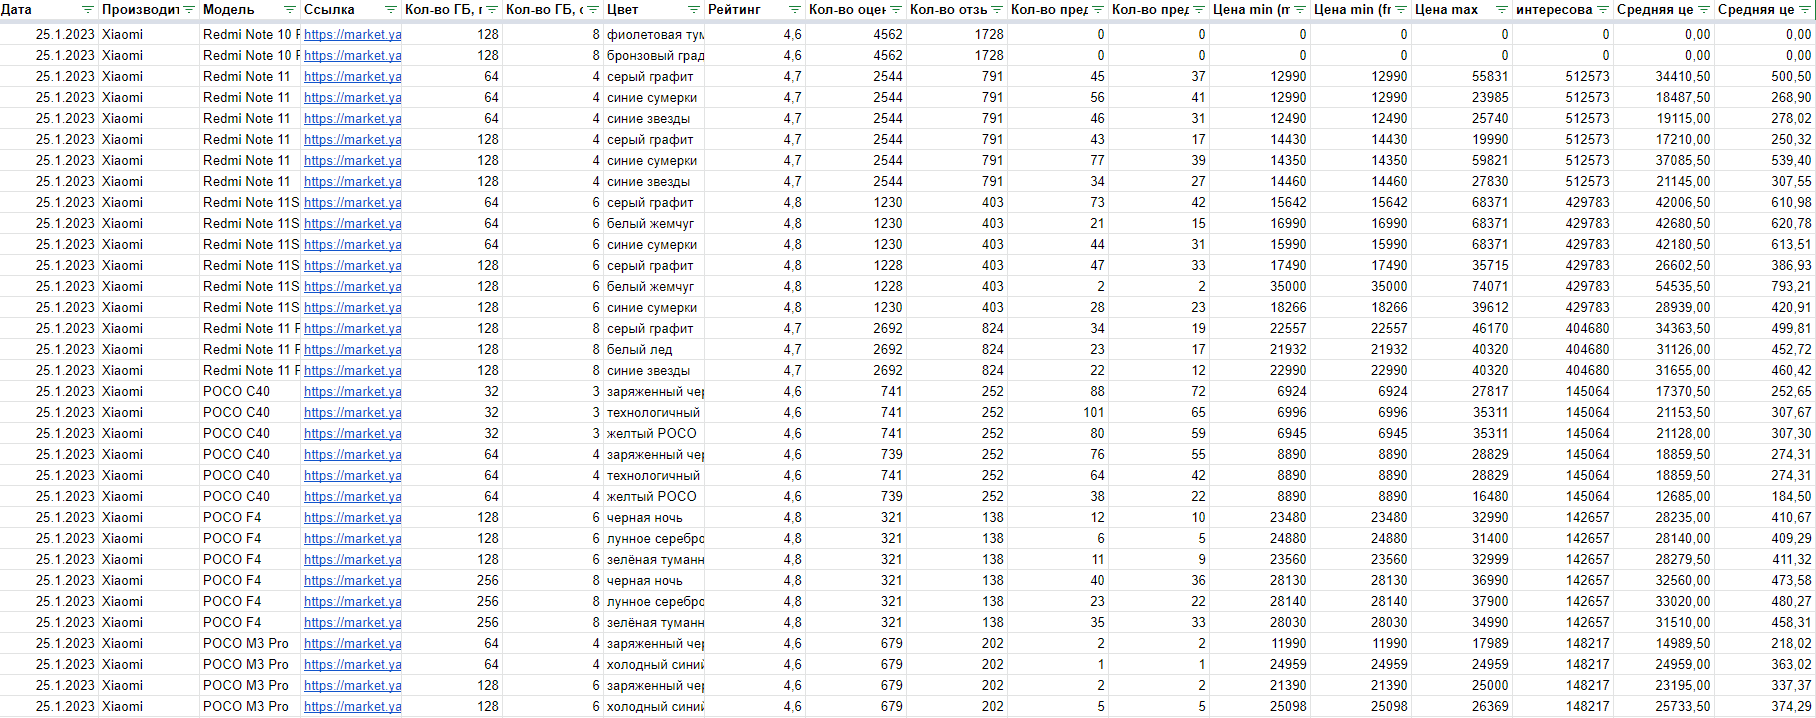 Дата Производит Модель Ссылка Кол-во ГБ, г Кол-во ГБ, с Цвет Рейтинг Кол-во оцен Кол-во отзы Кол-во пред Кол-во пред Цена min (m Цена min (fr Цена max интересова Средняя це Средняя це
25.1.2023 Xiaomi Redmi Note 10 P https://market.ya 128 8 фиолетовая тум 4,6 4562 1728 0 0 0 0 0 0 0,00 0,00
25.1.2023 Xiaomi Redmi Note 10 P https://market.ya 128 8 бронзовый град 4,6 4562 1728 0 0 0 0 0 0 0,00 0,00
25.1.2023 Xiaomi Redmi Note 11 https://market.ya 64 4 серый графит 4,7 2544 791 45 37 12990 12990 55831 512573 34410,50 500,50
25.1.2023 Xiaomi Redmi Note 11 https://market.ya 64 4 синие сумерки 4,7 2544 791 56 41 12990 12990 23985 512573 18487,50 268,90
25.1.2023 Xiaomi Redmi Note 11 https://market.ya 64 4 синие звезды 4,7 2544 791 46 31 12490 12490 25740 512573 19115,00 278,02
25.1.2023 Xiaomi Redmi Note 11 https://market.ya 128 4 серый графит 4,7 2544 791 43 17 14430 14430 19990 512573 17210,00 250,32
25.1.2023 Xiaomi Redmi Note 11 https://market.ya 128 4 синие сумерки 4,7 2544 791 77 39 14350 14350 59821 512573 37085,50 539,40
25.1.2023 Xiaomi Redmi Note 11 https://market.ya 128 4 синие звезды 4,7 2544 791 34 27 14460 14460 27830 512573 21145,00 307,55
25.1.2023 Xiaomi Redmi Note 11S https://market.ya 64 6 серый графит 4,8 1230 403 73 42 15642 15642 68371 429783 42006,50 610,98
25.1.2023 Xiaomi Redmi Note 11S https://market.ya 64 6 белый жемчуг 4,8 1230 403 21 15 16990 16990 68371 429783 42680,50 620,78
25.1.2023 Xiaomi Redmi Note 11S https://market.ya 64 6 синие сумерки 4,8 1230 403 44 31 15990 15990 68371 429783 42180,50 613,51
25.1.2023 Xiaomi Redmi Note 11S https://market.ya 128 6 серый графит 4,8 1228 403 47 33 17490 17490 35715 429783 26602,50 386,93
25.1.2023 Xiaomi Redmi Note 11S https://market.ya 128 6 белый жемчуг 4,8 1228 403 2 2 35000 35000 74071 429783 54535,50 793,21
25.1.2023 Xiaomi Redmi Note 11S https://market.ya 128 6 синие сумерки 4,8 1230 403 28 23 18266 18266 39612 429783 28939,00 420,91
25.1.2023 Xiaomi Redmi Note 11 P https://market.ya 128 8 серый графит 4,7 2692 824 34 19 22557 22557 46170 404680 34363,50 499,81
25.1.2023 Xiaomi Redmi Note 11 P https://market.ya 128 8 белый лед 4,7 2692 824 23 17 21932 21932 40320 404680 31126,00 452,72
25.1.2023 Xiaomi Redmi Note 11 P https://market.ya 128 8 синие звезды 4,7 2692 824 22 12 22990 22990 40320 404680 31655,00 460,42
25.1.2023 Xiaomi POCO C40 https://market.ya 32 3 заряженный чер 4,6 741 252 88 72 6924 6924 27817 145064 17370,50 252,65
25.1.2023 Xiaomi POCO C40 https://market.ya 32 3 технологичный 4,6 741 252 101 65 6996 6996 35311 145064 21153,50 307,67
25.1.2023 Xiaomi POCO C40 https://market.ya 32 3 желтый POCO 4,6 741 252 80 59 6945 6945 35311 145064 21128,00 307,30
25.1.2023 Xiaomi POCO C40 https://market.ya 64 4 заряженный чер 4,6 739 252 76 55 8890 8890 28829 145064 18859,50 274,31
25.1.2023 Xiaomi POCO C40 https://market.ya 64 4 технологичный 4,6 741 252 64 42 8890 8890 28829 145064 18859,50 274,31
25.1.2023 Xiaomi POCO C40 https://market.ya 64 4 желтый POCO 4,6 739 252 38 22 8890 8890 16480 145064 12685,00 184,50
25.1.2023 Xiaomi POCO F4 https://market.ya 128 6 черная ночь 4,8 321 138 12 10 23480 23480 32990 142657 28235,00 410,67
25.1.2023 Xiaomi POCO F4 https://market.ya 128 6 лунное серебро 4,8 321 138 6 5 24880 24880 31400 142657 28140,00 409,29
25.1.2023 Xiaomi POCO F4 https://market.ya 128 6 зелёная туманн 4,8 321 138 11 9 23560 23560 32999 142657 28279,50 411,32
25.1.2023 Xiaomi POCO F4 https://market.ya 256 8 черная ночь 4,8 321 138 40 36 28130 28130 36990 142657 32560,00 473,58
25.1.2023 Xiaomi POCO F4 https://market.ya 256 8 лунное серебро 4,8 321 138 23 22 28140 28140 37900 142657 33020,00 480,27
25.1.2023 Xiaomi POCO F4 https://market.ya 256 8 зелёная туманн 4,8 321 138 35 33 28030 28030 34990 142657 31510,00 458,31
25.1.2023 Xiaomi POCO M3 Pro https://market.ya 64 4 заряженный чер 4,6 679 202 2 2 11990 11990 17989 148217 14989,50 218,02
25.1.2023 Xiaomi POCO M3 Pro https://market.ya 64 4 холодный синий 4,6 679 202 1 1 24959 24959 24959 148217 24959,00 363,02
25.1.2023 Xiaomi POCO M3 Pro https://market.ya 128 6 заряженный чер 4,6 679 202 2 2 21390 21390 25000 148217 23195,00 337,37
25.1.2023 Xiaomi POCO M3 Pro https://market.ya 128 6 холодный синий 4,6 679 202 5 5 25098 25098 26369 148217 25733,50 374,29